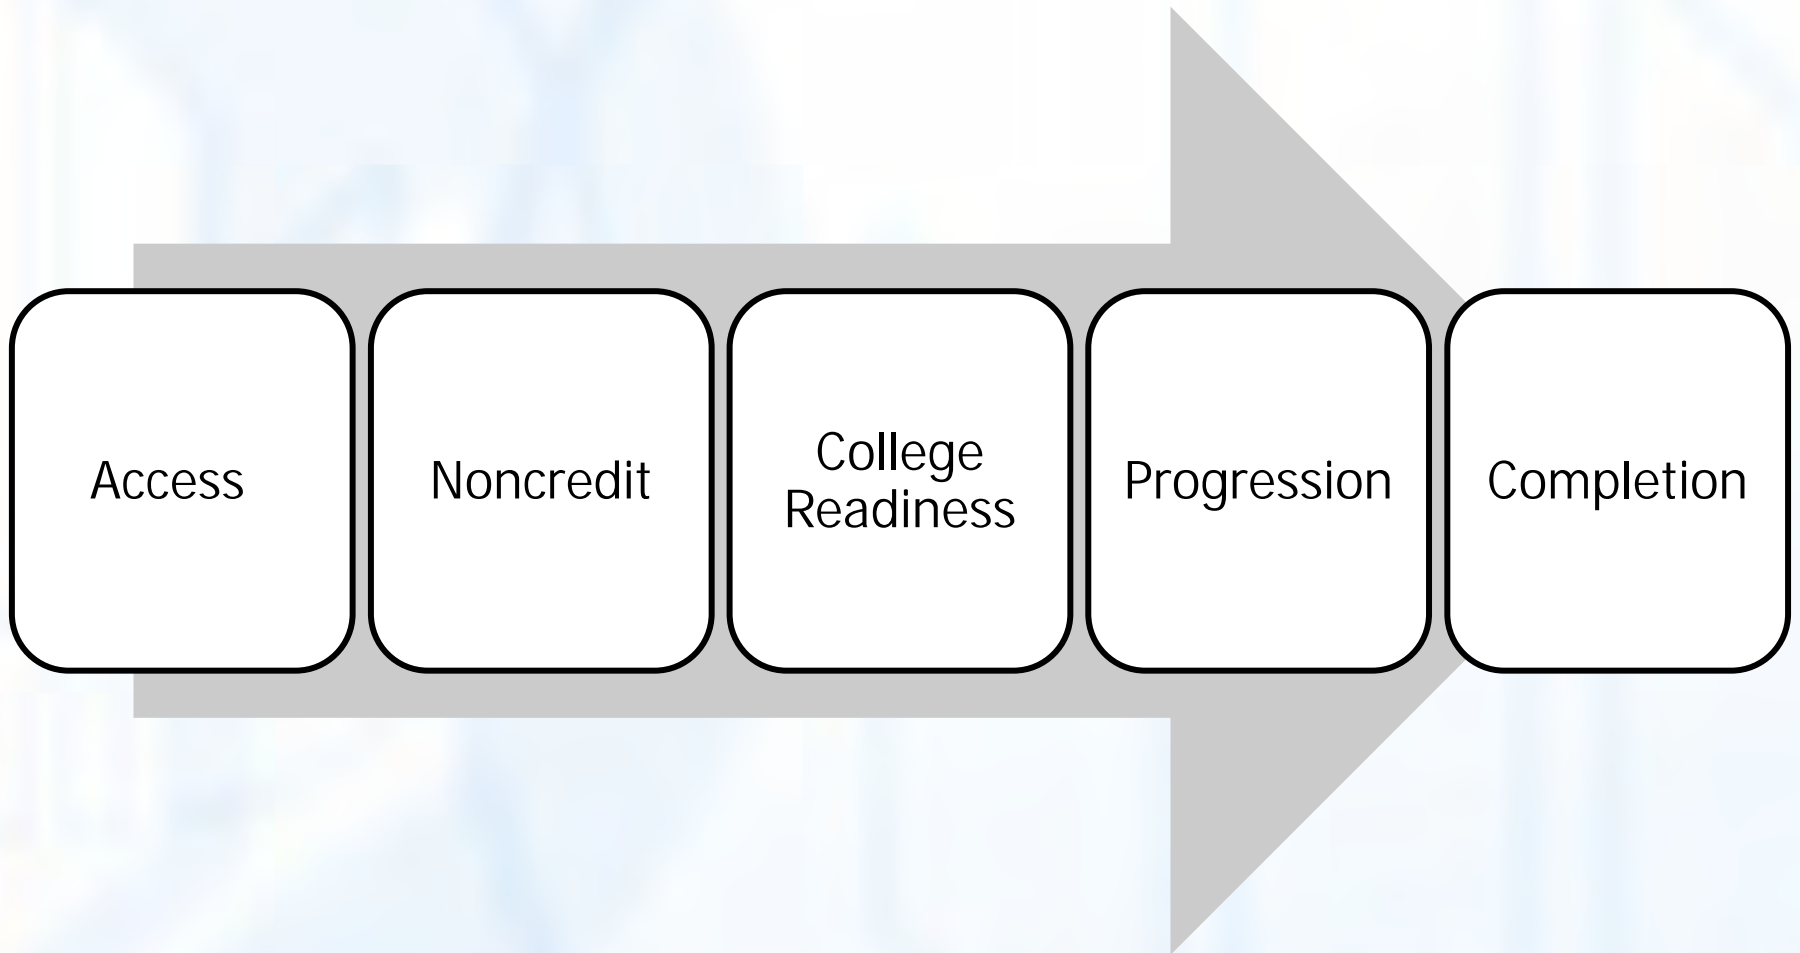 Access
Noncredit
College
Readiness
Progression
Completion